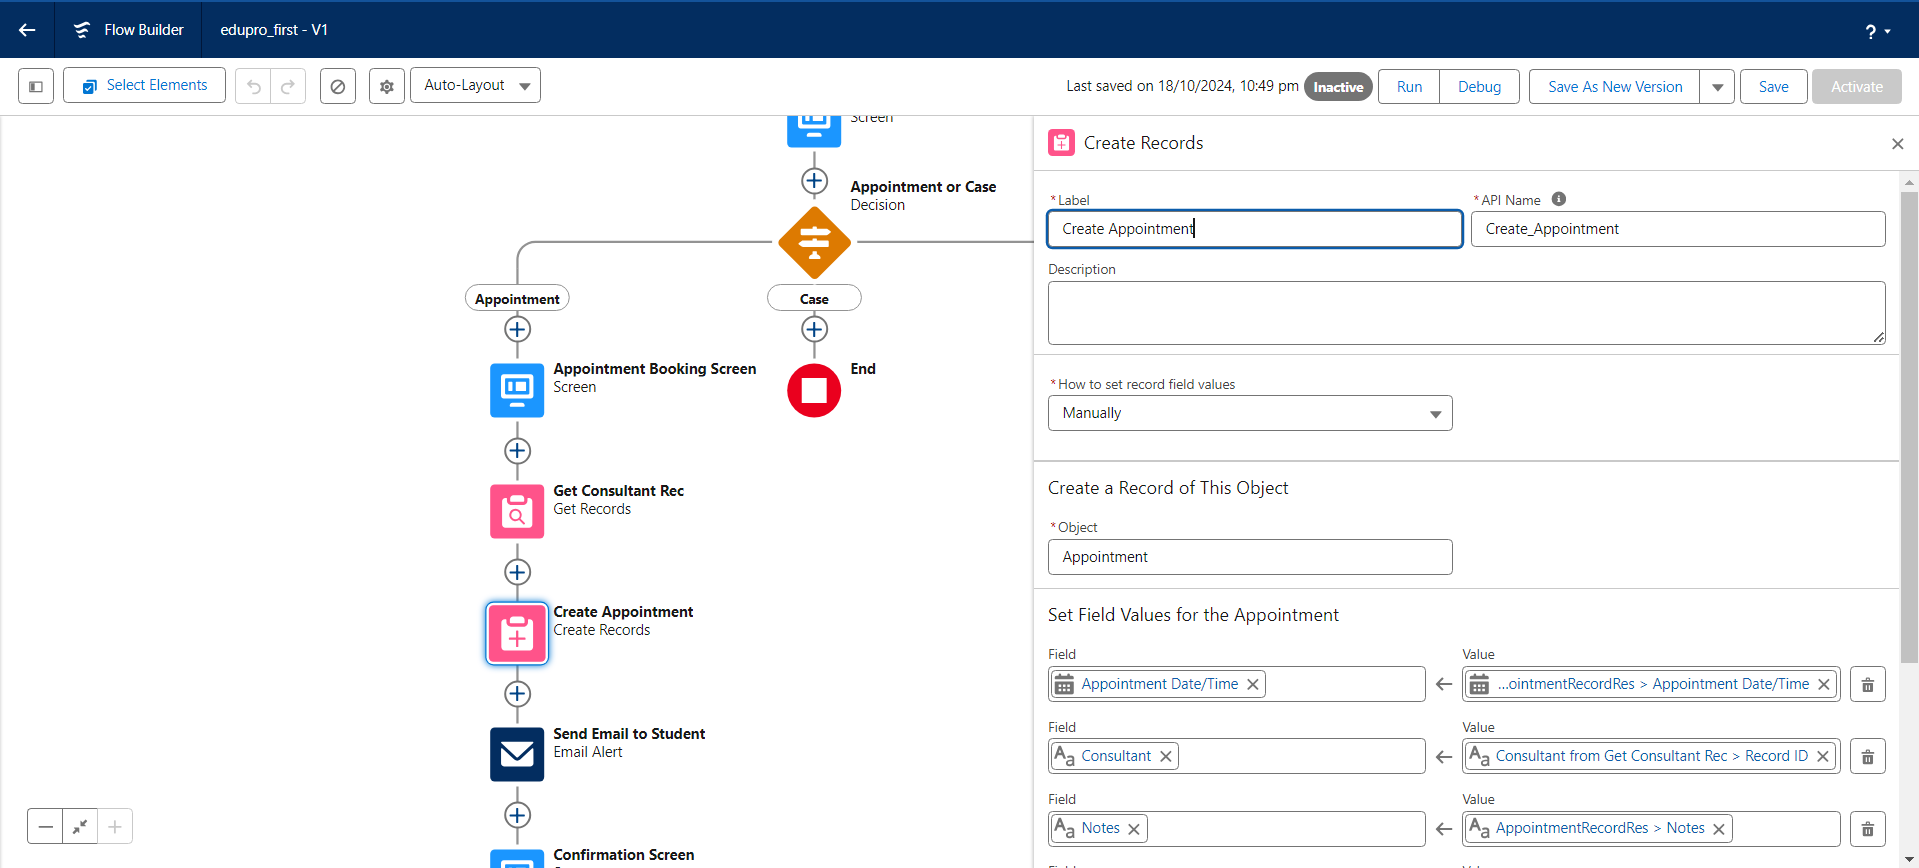 Flow Builder
edupro_first - V1
?
Select Elements
Auto-Layout
Last saved on 18/10/2024, 10:49 pm
Inactive
Run
Debug
Save As New Version
Save
Activate
Screen
Appointment or Case
Decision
Appointment
Case
Appointment Booking Screen
Screen
End
Get Consultant Rec
Get Records
Create Appointment
Create Records
Send Email to Student
Email Alert
Confirmation Screen
Create Records
*Label
*API Name
Create Appointment
Create_Appointment
Description
*How to set record field values
Manually
Create a Record of This Object
*Object
Appointment
Set Field Values for the Appointment
Field
Value
Appointment Date/Time
...ointmentRecordRes > Appointment Date/Time
Field
Value
Aa Consultant
Aa Consultant from Get Consultant Rec > Record ID
Field
Value
Aa Notes
Aa AppointmentRecordRes > Notes